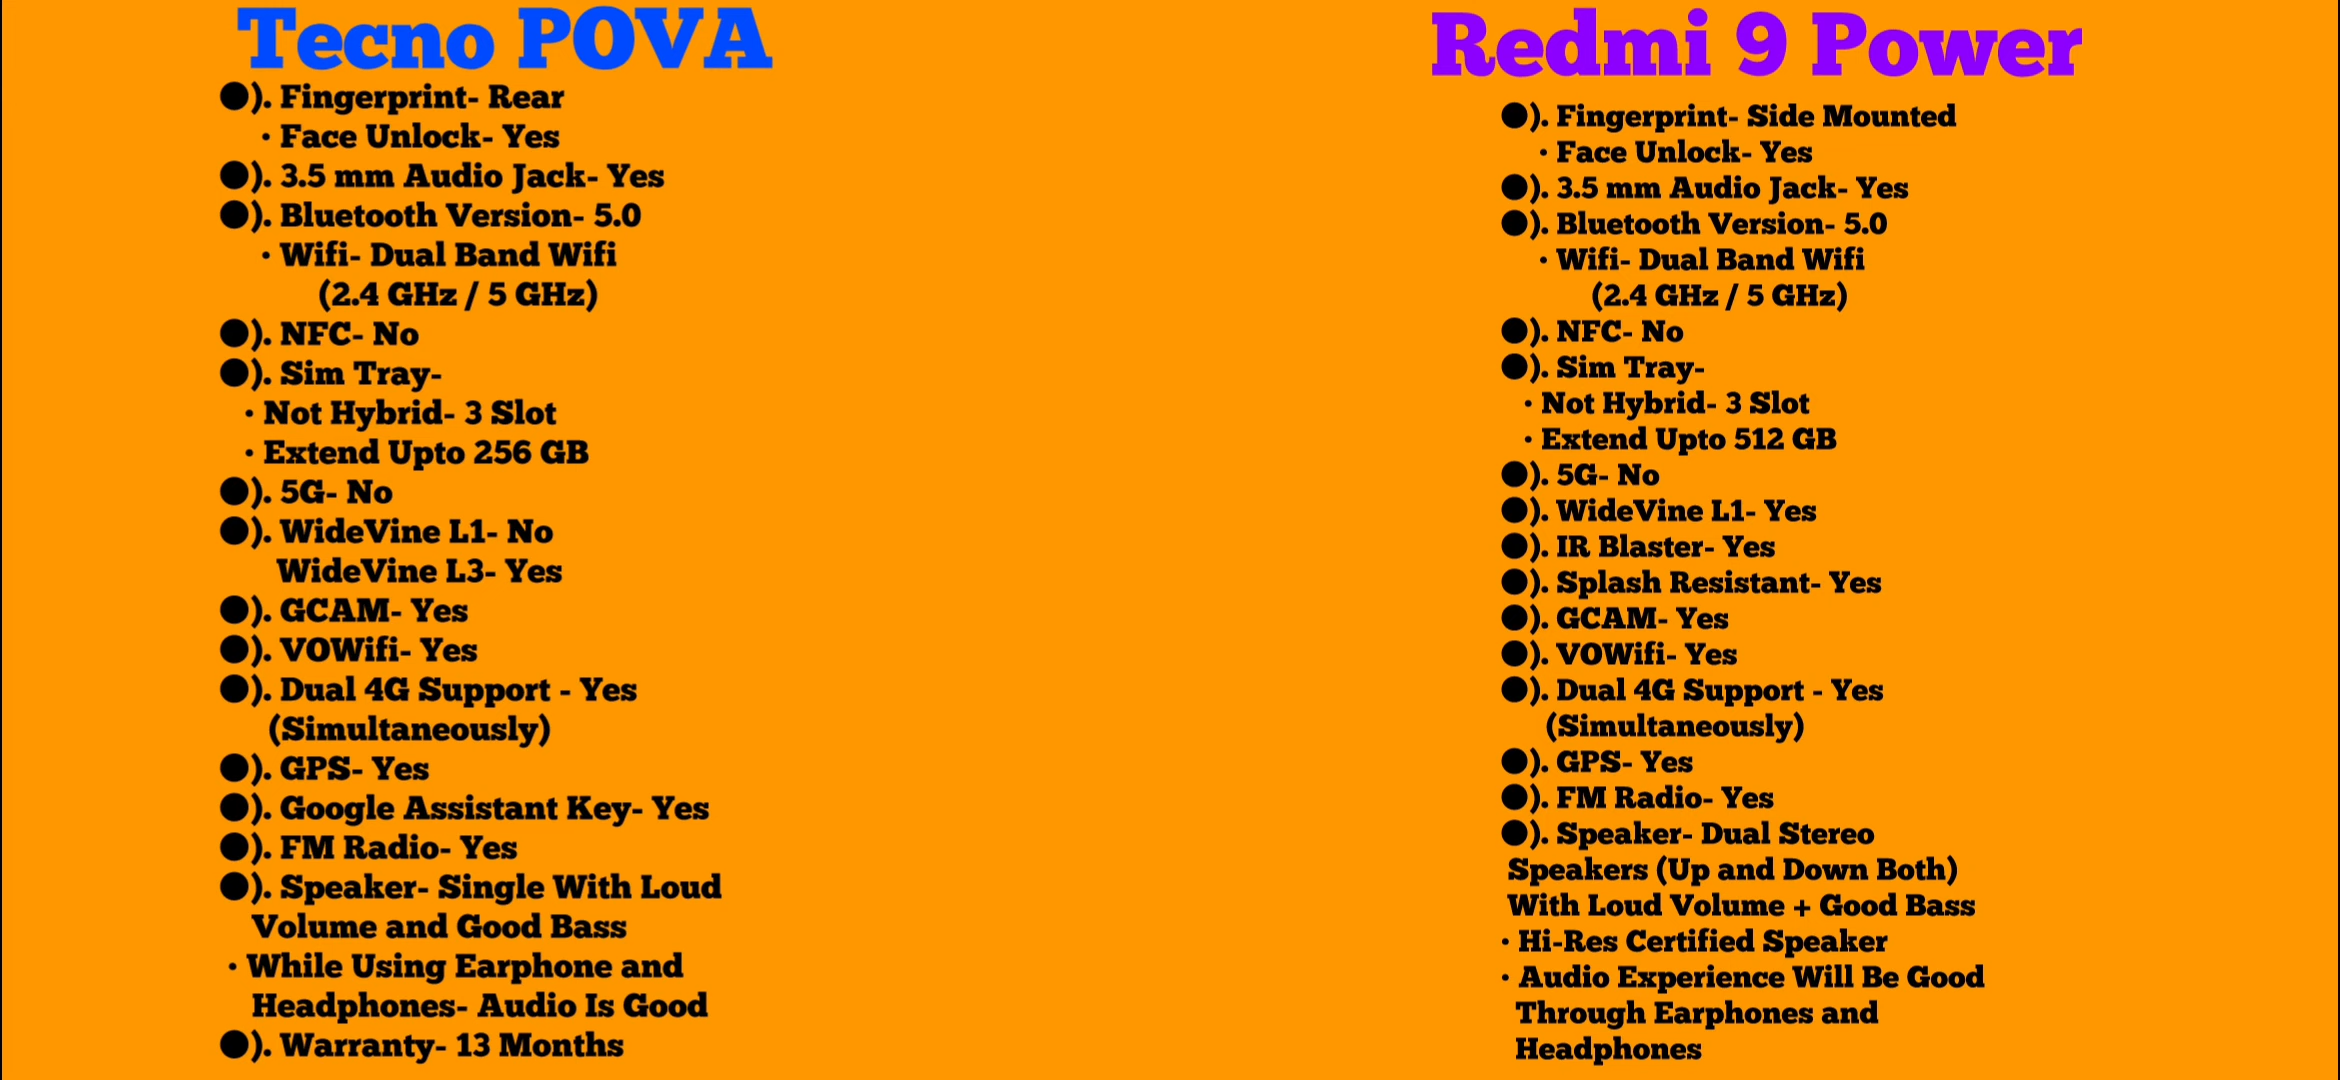 Tecno POVA
●). Fingerprint- Rear
· Face Unlock- Yes
●). 3.5 mm Audio Jack- Yes
●). Bluetooth Version- 5.0
· Wifi- Dual Band Wifi
(2.4 GHz / 5 GHz)
●). NFC- No
●). Sim Tray-
· Not Hybrid- 3 Slot
· Extend Upto 256 GB
●). 5G- No
●). WideVine L1- No
WideVine L3- Yes
●). GCAM- Yes
●). VOWifi- Yes
●). Dual 4G Support - Yes
(Simultaneously)
●). GPS- Yes
●). Google Assistant Key- Yes
●). FM Radio- Yes
●). Speaker- Single With Loud
Volume and Good Bass
· While Using Earphone and
Headphones- Audio Is Good
●). Warranty- 13 Months
Redmi 9 Power
●). Fingerprint- Side Mounted
· Face Unlock- Yes
●). 3.5 mm Audio Jack- Yes
●). Bluetooth Version- 5.0
· Wifi- Dual Band Wifi
(2.4 GHz / 5 GHz)
●). NFC- No
●). Sim Tray-
· Not Hybrid- 3 Slot
· Extend Upto 512 GB
●). 5G- No
●). WideVine L1- Yes
●). IR Blaster- Yes
●). Splash Resistant- Yes
●). GCAM- Yes
●). VOWifi- Yes
●). Dual 4G Support - Yes
(Simultaneously)
●). GPS- Yes
●). FM Radio- Yes
●). Speaker- Dual Stereo
Speakers (Up and Down Both)
With Loud Volume + Good Bass
· Hi-Res Certified Speaker
· Audio Experience Will Be Good
Through Earphones and
Headphones